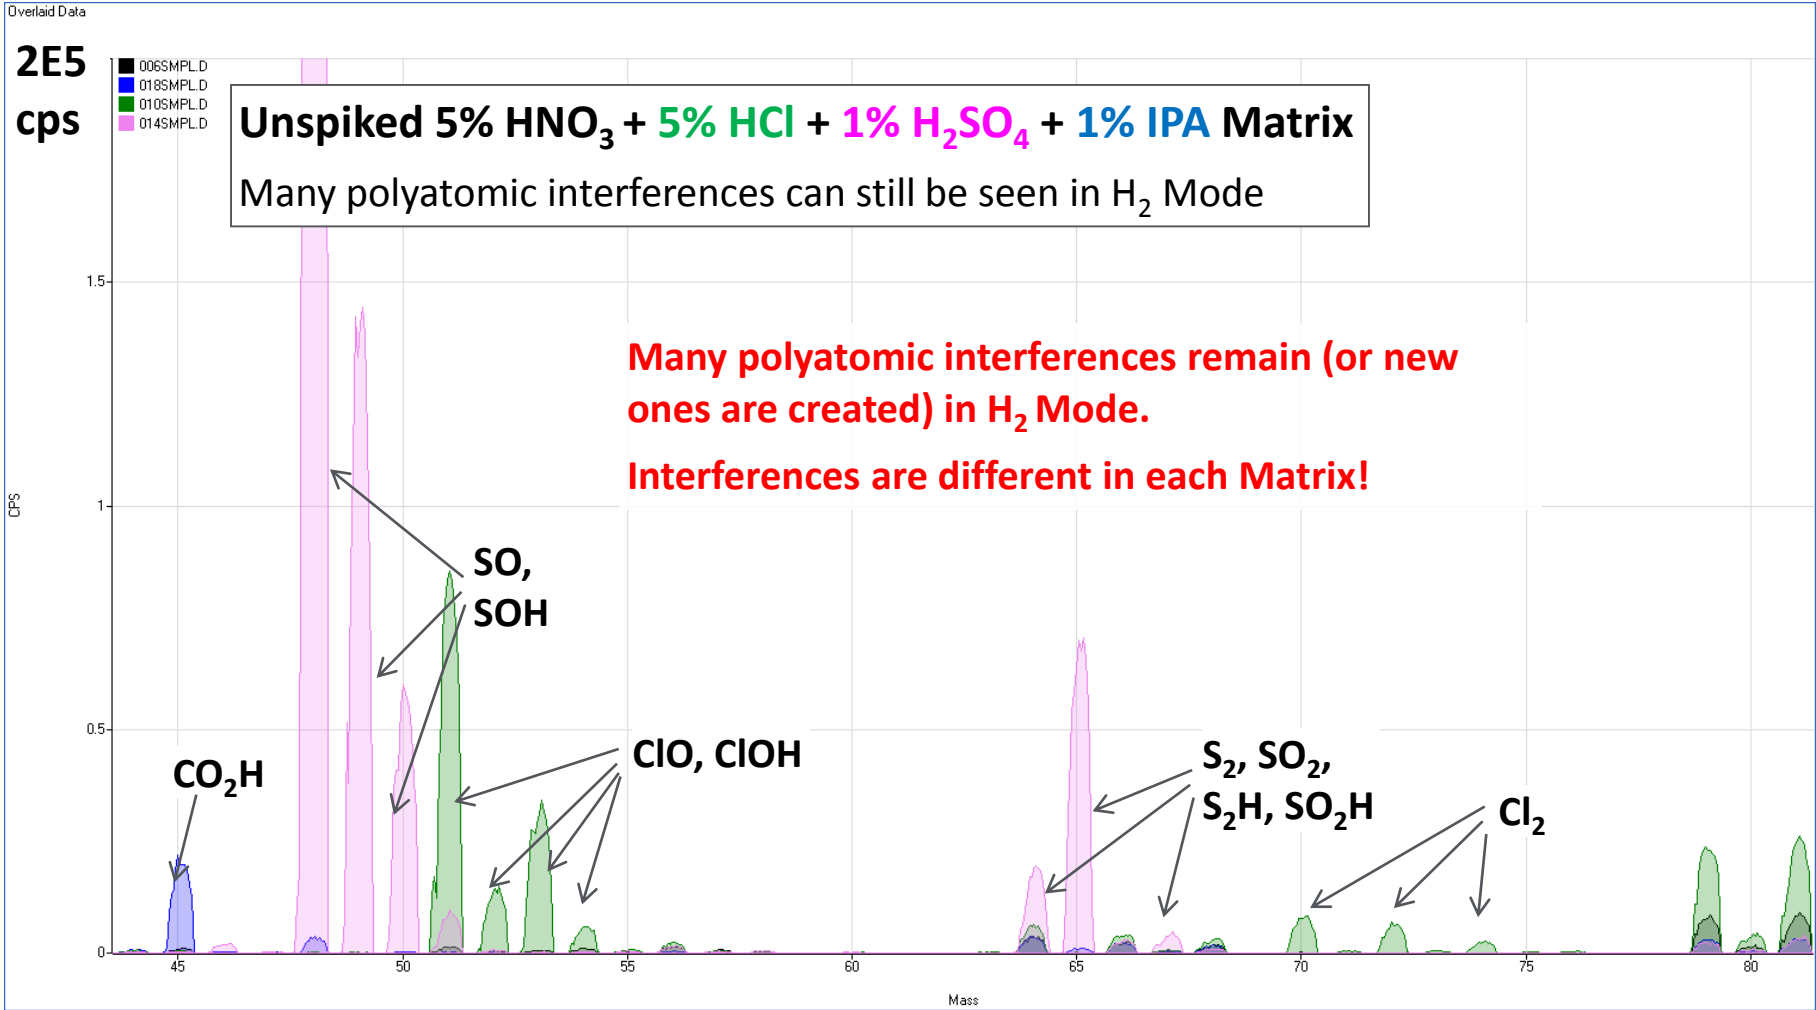 Overlaid Data
2E5
cps
006SMPL.D
018SMPL.D
010SMPL.D
014SMPL.D
Unspiked 5% HNO₃ + 5% HCl + 1% H₂SO₄ + 1% IPA Matrix
Many polyatomic interferences can still be seen in H₂ Mode
Many polyatomic interferences remain (or new
ones are created) in H₂ Mode.
Interferences are different in each Matrix!
1.5
1
0.5
0
CPS
SO,
SOH
CO₂H
ClO, ClOH
S₂, SO₂,
S₂H, SO₂H
Cl₂
45
50
55
60
65
70
75
80
Mass